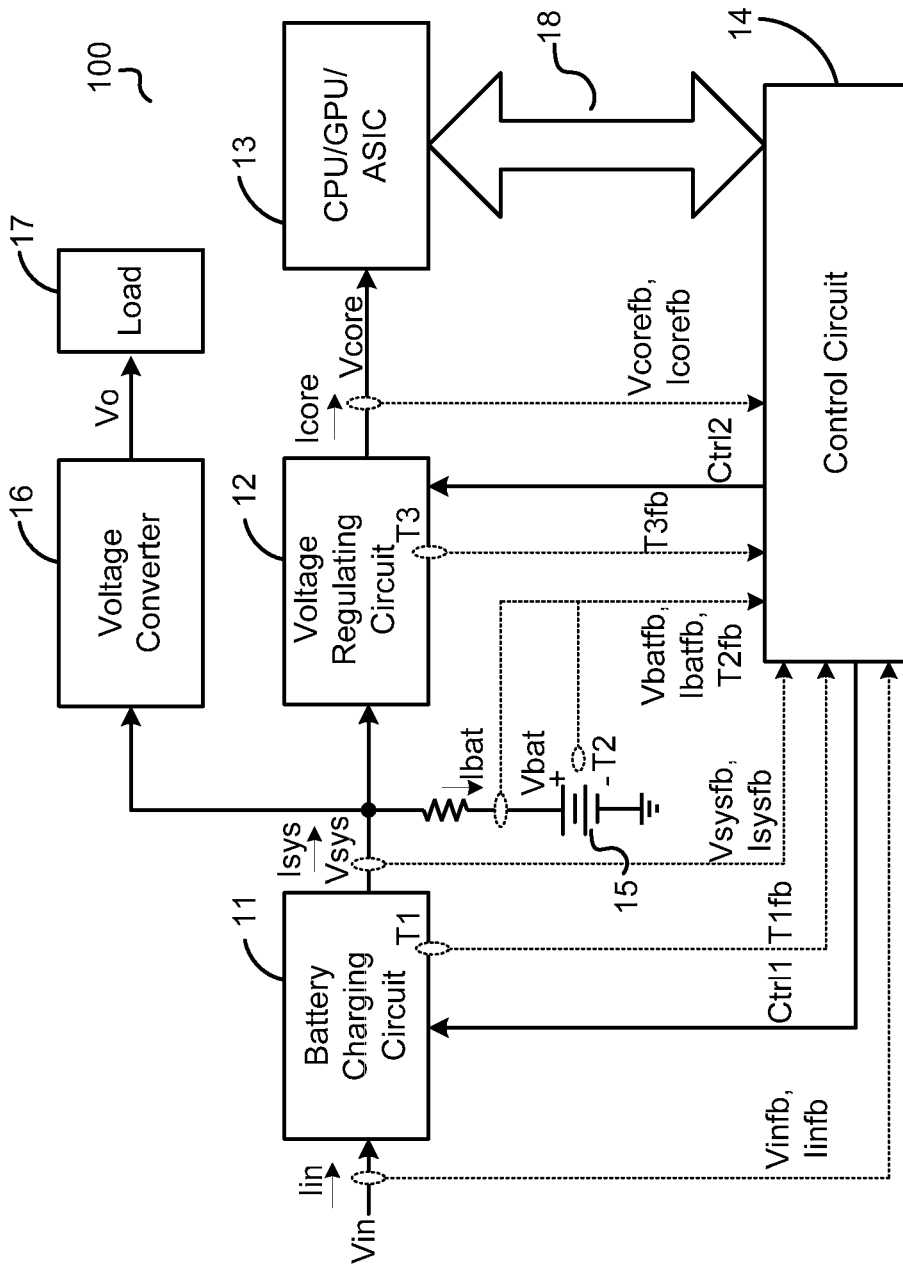 100
16
Voltage
Converter
Vo
17
Load
Vin
Iin
11
Battery
Charging
Circuit
T1
Isys
Vsys
12
Voltage
Regulating
Circuit
T3
Icore
Vcore
13
CPU/GPU/
ASIC
Ibat
Vbat
+
-
T2
15
18
Vinfb,
Iinfb
Ctrl1
T1fb
Vsysfb,
Isysfb
Vbatfb,
Ibatfb,
T2fb
T3fb
Ctrl2
Vcorefb,
Icorefb
14
Control Circuit